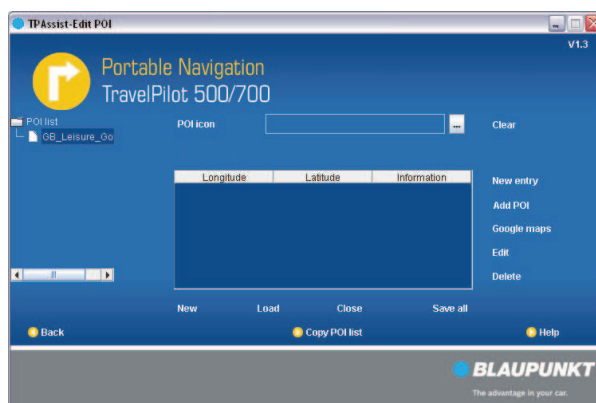 TPAssist-Edit POI
V1.3
Portable Navigation
TravelPilot 500/700
POI list
GB_Leisure_Go
POI icon
...
Clear
Longitude Latitude Information
New entry
Add POI
Google maps
Edit
Delete
New Load Close Save all
Back Copy POI list Help
BLAUPUNKT
The advantage in your car.